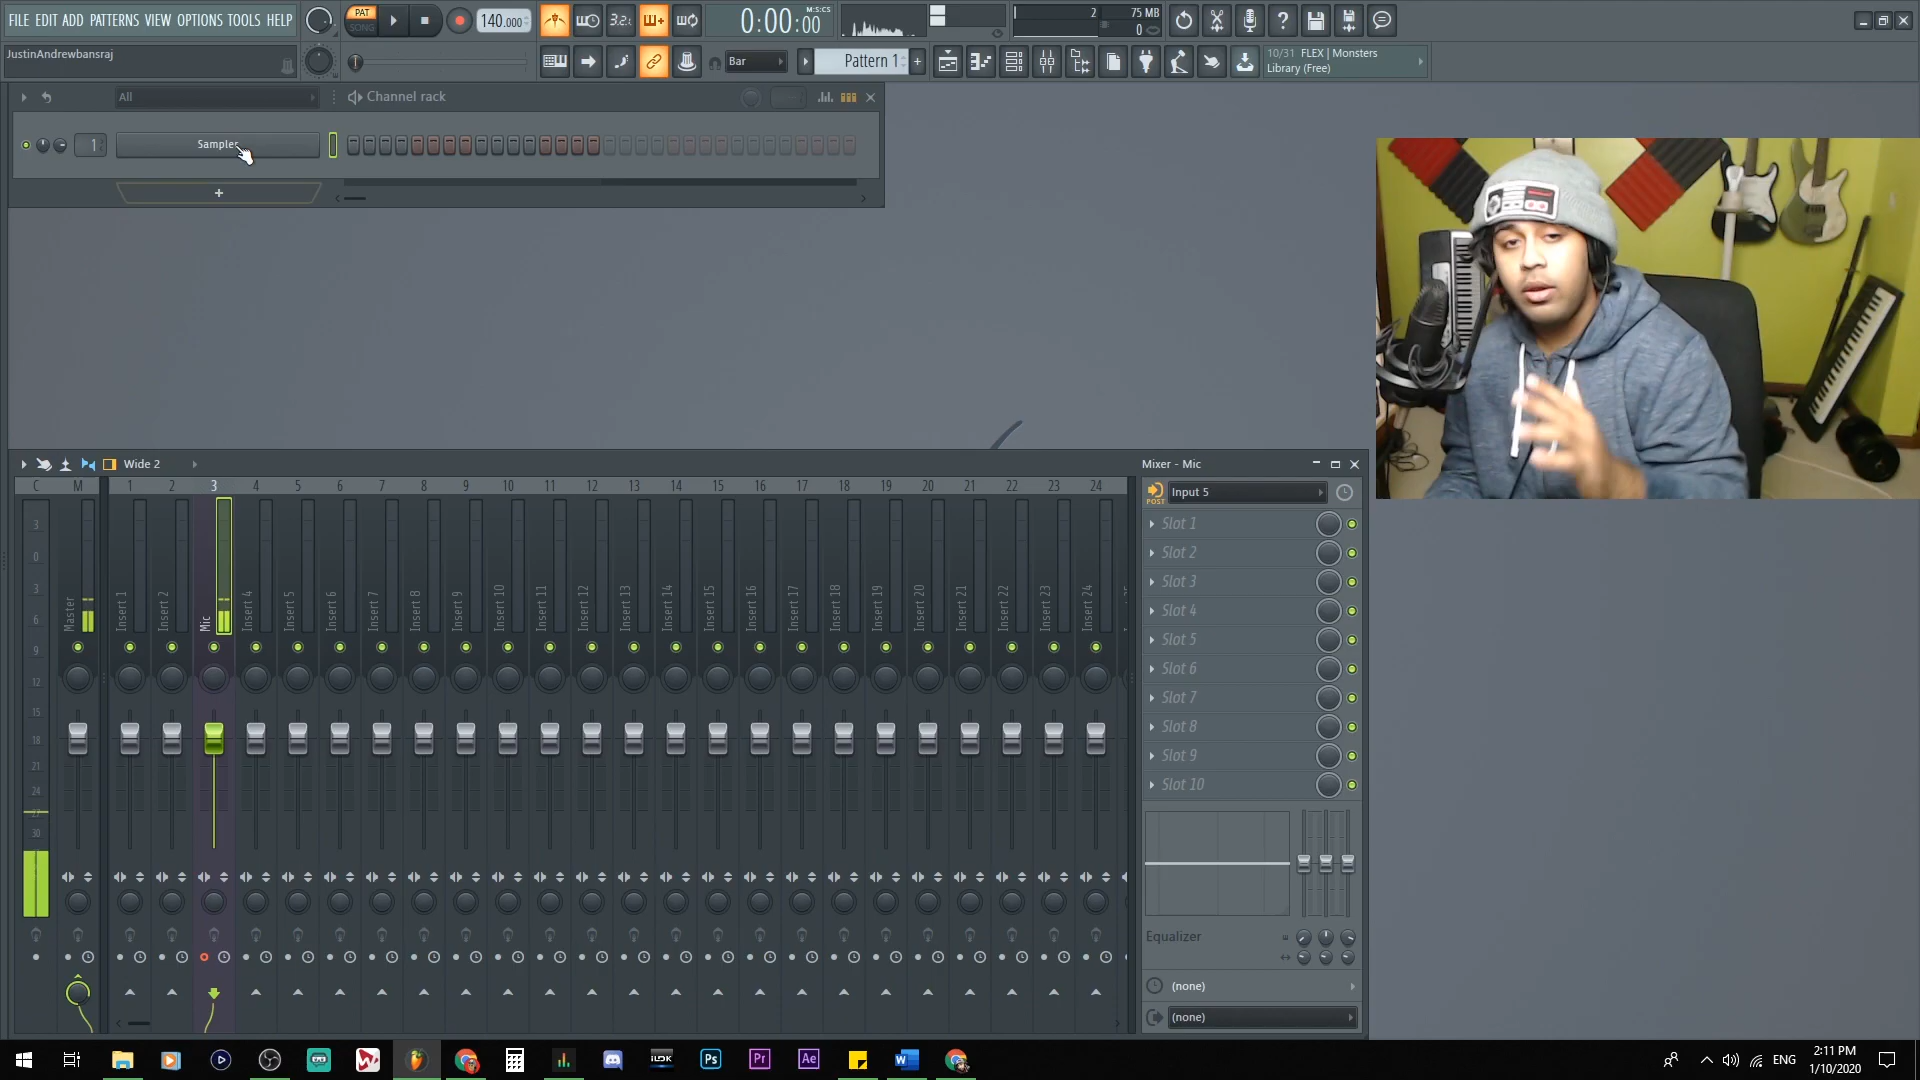 FILE EDIT ADD PATTERNS VIEW OPTIONS TOOLS HELP
PAT
SONG
140.000
3.2.
0:00:00
M:S:CS
2
75 MB
0
JustinAndrewbansraj
Bar
Pattern 1
+
10/31 FLEX | Monsters
Library (Free)
All
Channel rack
1
Sampler
+
Wide 2
Mixer - Mic
C M 1 2 3 4 5 6 7 8 9 10 11 12 13 14 15 16 17 18 19 20 21 22 23 24
Input 5
POST
Slot 1
Slot 2
Slot 3
Slot 4
Slot 5
Slot 6
Slot 7
Slot 8
Slot 9
Slot 10
3
0
3
6
9
12
15
18
21
24
27
30
Master
Insert 1
Insert 2
Mic
Insert 4
Insert 5
Insert 6
Insert 7
Insert 8
Insert 9
Insert 10
Insert 11
Insert 12
Insert 13
Insert 14
Insert 15
Insert 16
Insert 17
Insert 18
Insert 19
Insert 20
Insert 21
Insert 22
Insert 23
Insert 24
Equalizer
(none)
(none)
iLOK
Ps
Pr
Ae
ENG
2:11 PM
1/10/2020